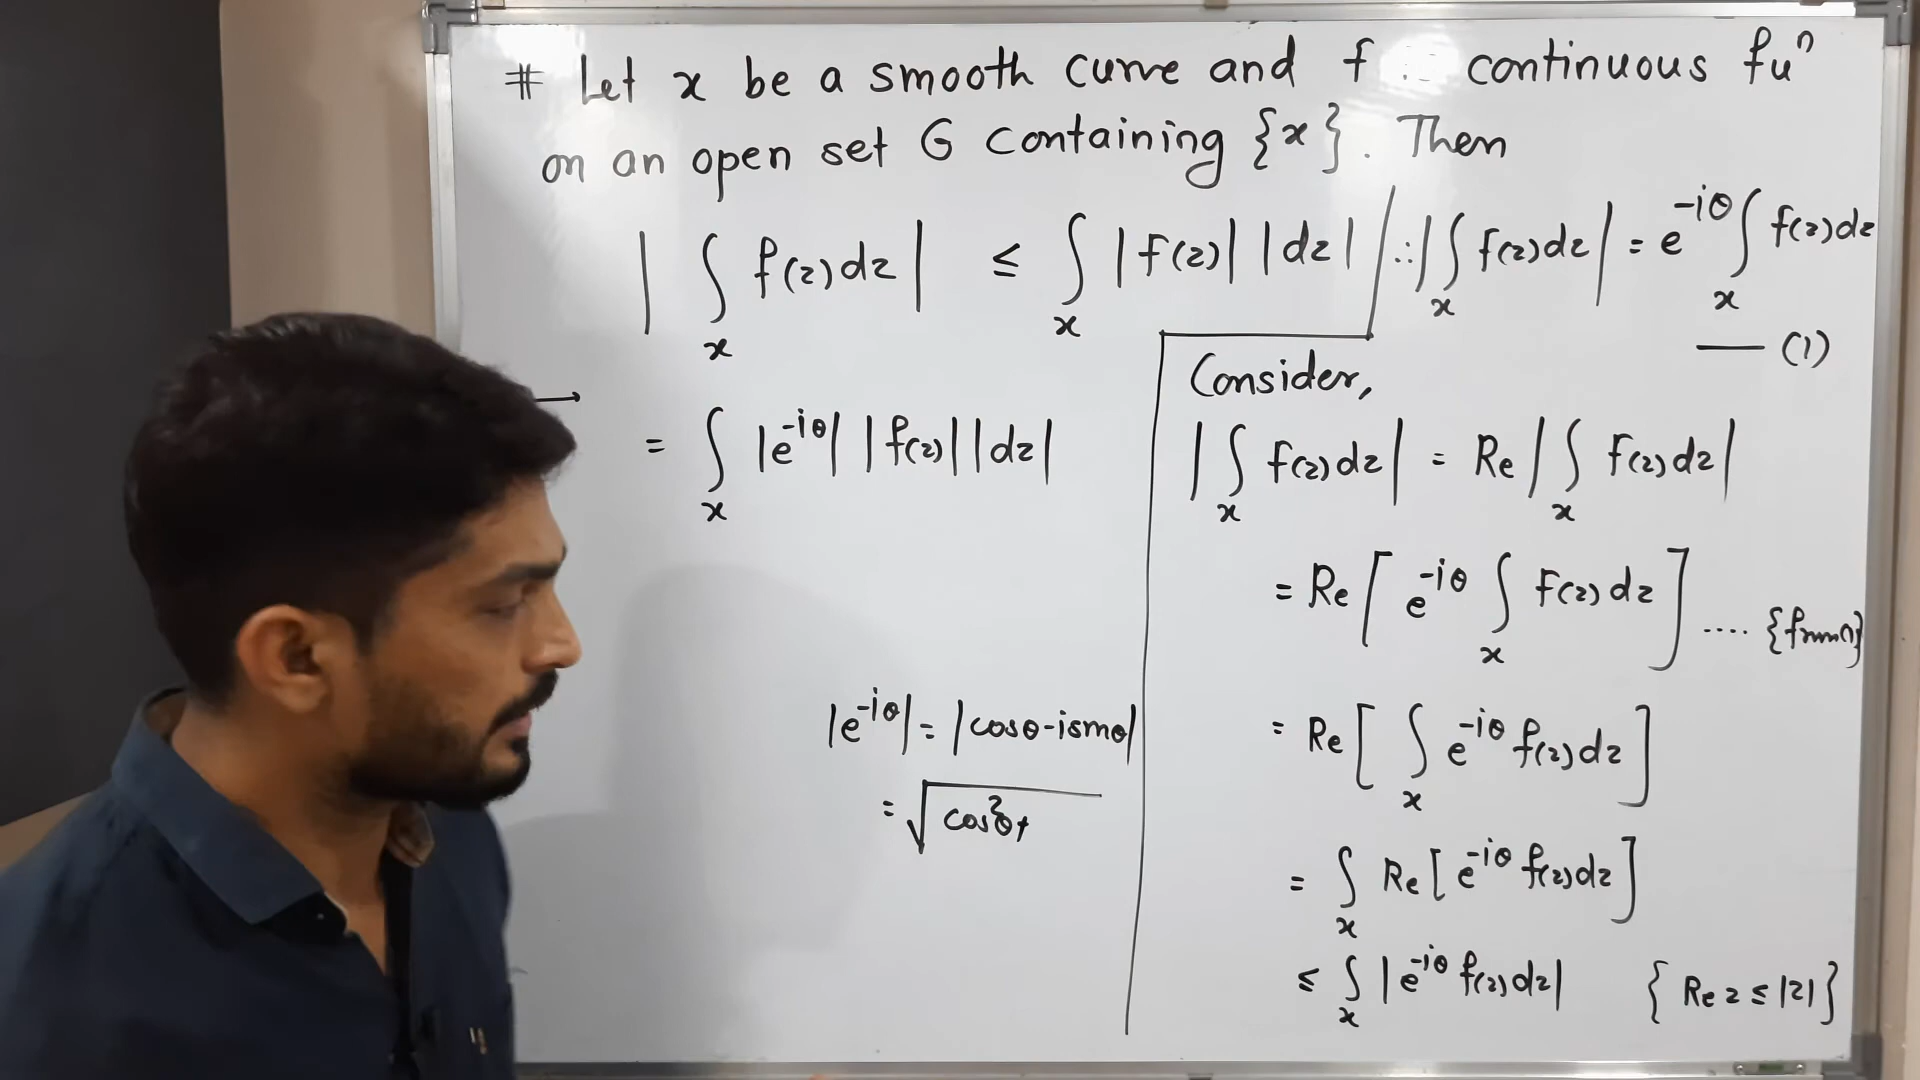 # Let x be a smooth curve and f continuous fuⁿ
on an open set G containing {x}. Then
|∫ₓ f(z)dz| ≤ ∫ₓ |f(z)| |dz|
∴ |∫ₓ f(z)dz| = e^{-iθ} ∫ₓ f(z)dz
— (1)
Consider,
|∫ₓ f(z)dz| = Re |∫ₓ f(z)dz|
= Re [e^{-iθ} ∫ₓ f(z)dz] .... {from 1}
= Re [∫ₓ e^{-iθ} f(z)dz]
= ∫ₓ Re [e^{-iθ} f(z)dz]
≤ ∫ₓ |e^{-iθ} f(z)dz| {Re z ≤ |z|}
→
= ∫ₓ |e^{-iθ}| |f(z)| |dz|
|e^{-iθ}| = |cosθ - isinθ|
= √cos²θ+